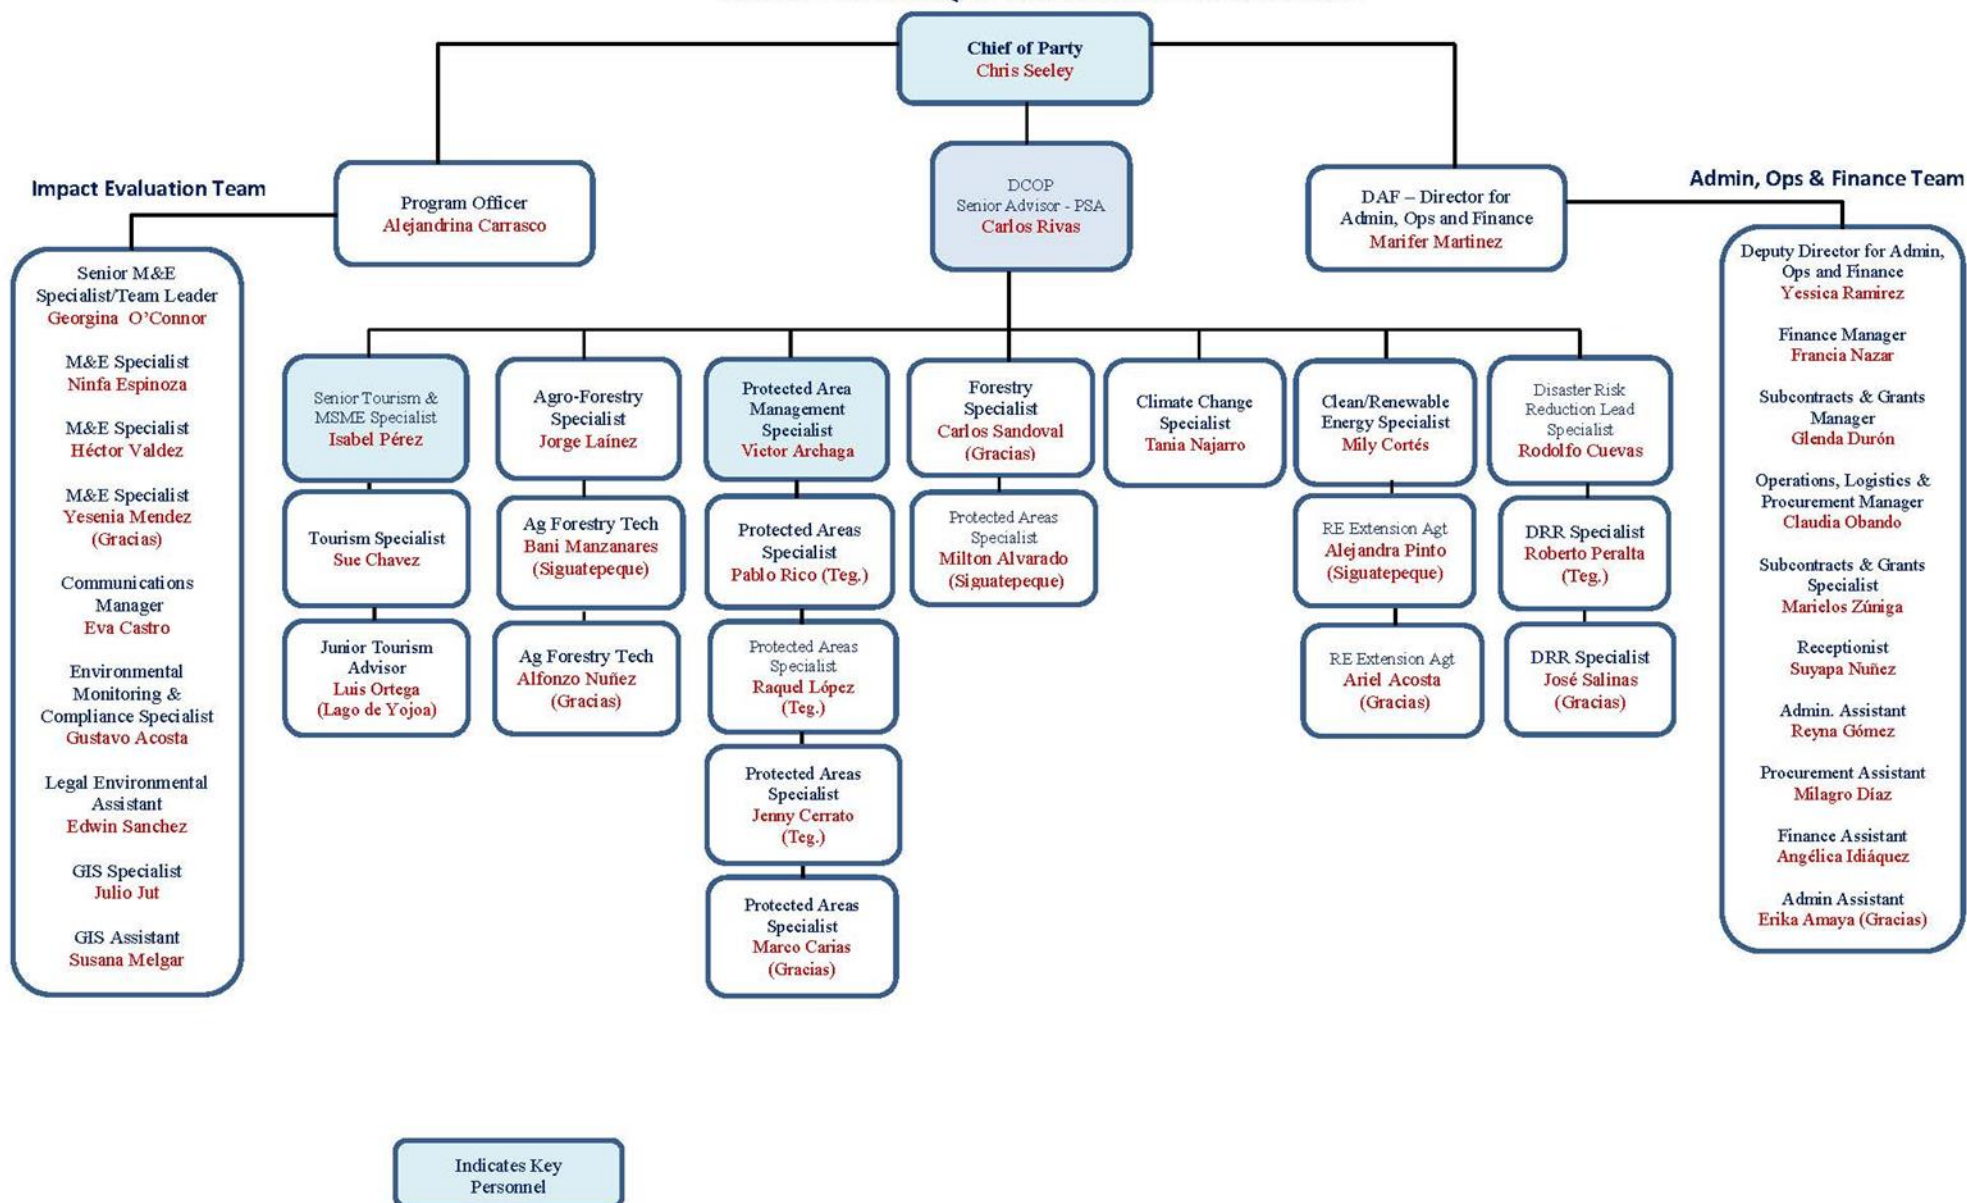 Chief of Party
Chris Seeley
Impact Evaluation Team
Program Officer
Alejandrina Carrasco
DCOP
Senior Advisor - PSA
Carlos Rivas
DAF – Director for
Admin, Ops and Finance
Marifer Martinez
Admin, Ops & Finance Team
Senior M&E
Specialist/Team Leader
Georgina O’Connor
M&E Specialist
Ninfa Espinoza
M&E Specialist
Héctor Valdez
M&E Specialist
Yesenia Mendez
(Gracias)
Communications
Manager
Eva Castro
Environmental
Monitoring &
Compliance Specialist
Gustavo Acosta
Legal Environmental
Assistant
Edwin Sanchez
GIS Specialist
Julio Jut
GIS Assistant
Susana Melgar
Senior Tourism &
MSME Specialist
Isabel Pérez
Tourism Specialist
Sue Chavez
Junior Tourism
Advisor
Luis Ortega
(Lago de Yojoa)
Agro-Forestry
Specialist
Jorge Laínez
Ag Forestry Tech
Bani Manzanares
(Siguatepeque)
Ag Forestry Tech
Alfonzo Nuñez
(Gracias)
Protected Area
Management
Specialist
Victor Archaga
Protected Areas
Specialist
Pablo Rico (Teg.)
Protected Areas
Specialist
Raquel López
(Teg.)
Protected Areas
Specialist
Jenny Cerrato
(Teg.)
Protected Areas
Specialist
Marco Carias
(Gracias)
Forestry
Specialist
Carlos Sandoval
(Gracias)
Protected Areas
Specialist
Milton Alvarado
(Siguatepeque)
Climate Change
Specialist
Tania Najarro
Clean/Renewable
Energy Specialist
Mily Cortés
RE Extension Agt
Alejandra Pinto
(Siguatepeque)
RE Extension Agt
Ariel Acosta
(Gracias)
Disaster Risk
Reduction Lead
Specialist
Rodolfo Cuevas
DRR Specialist
Roberto Peralta
(Teg.)
DRR Specialist
José Salinas
(Gracias)
Deputy Director for Admin,
Ops and Finance
Yessica Ramirez
Finance Manager
Francia Nazar
Subcontracts & Grants
Manager
Glenda Durón
Operations, Logistics &
Procurement Manager
Claudia Obando
Subcontracts & Grants
Specialist
Marielos Zúniga
Receptionist
Suyapa Nuñez
Admin. Assistant
Reyna Gómez
Procurement Assistant
Milagro Díaz
Finance Assistant
Angélica Idiáquez
Admin Assistant
Erika Amaya (Gracias)
Indicates Key
Personnel